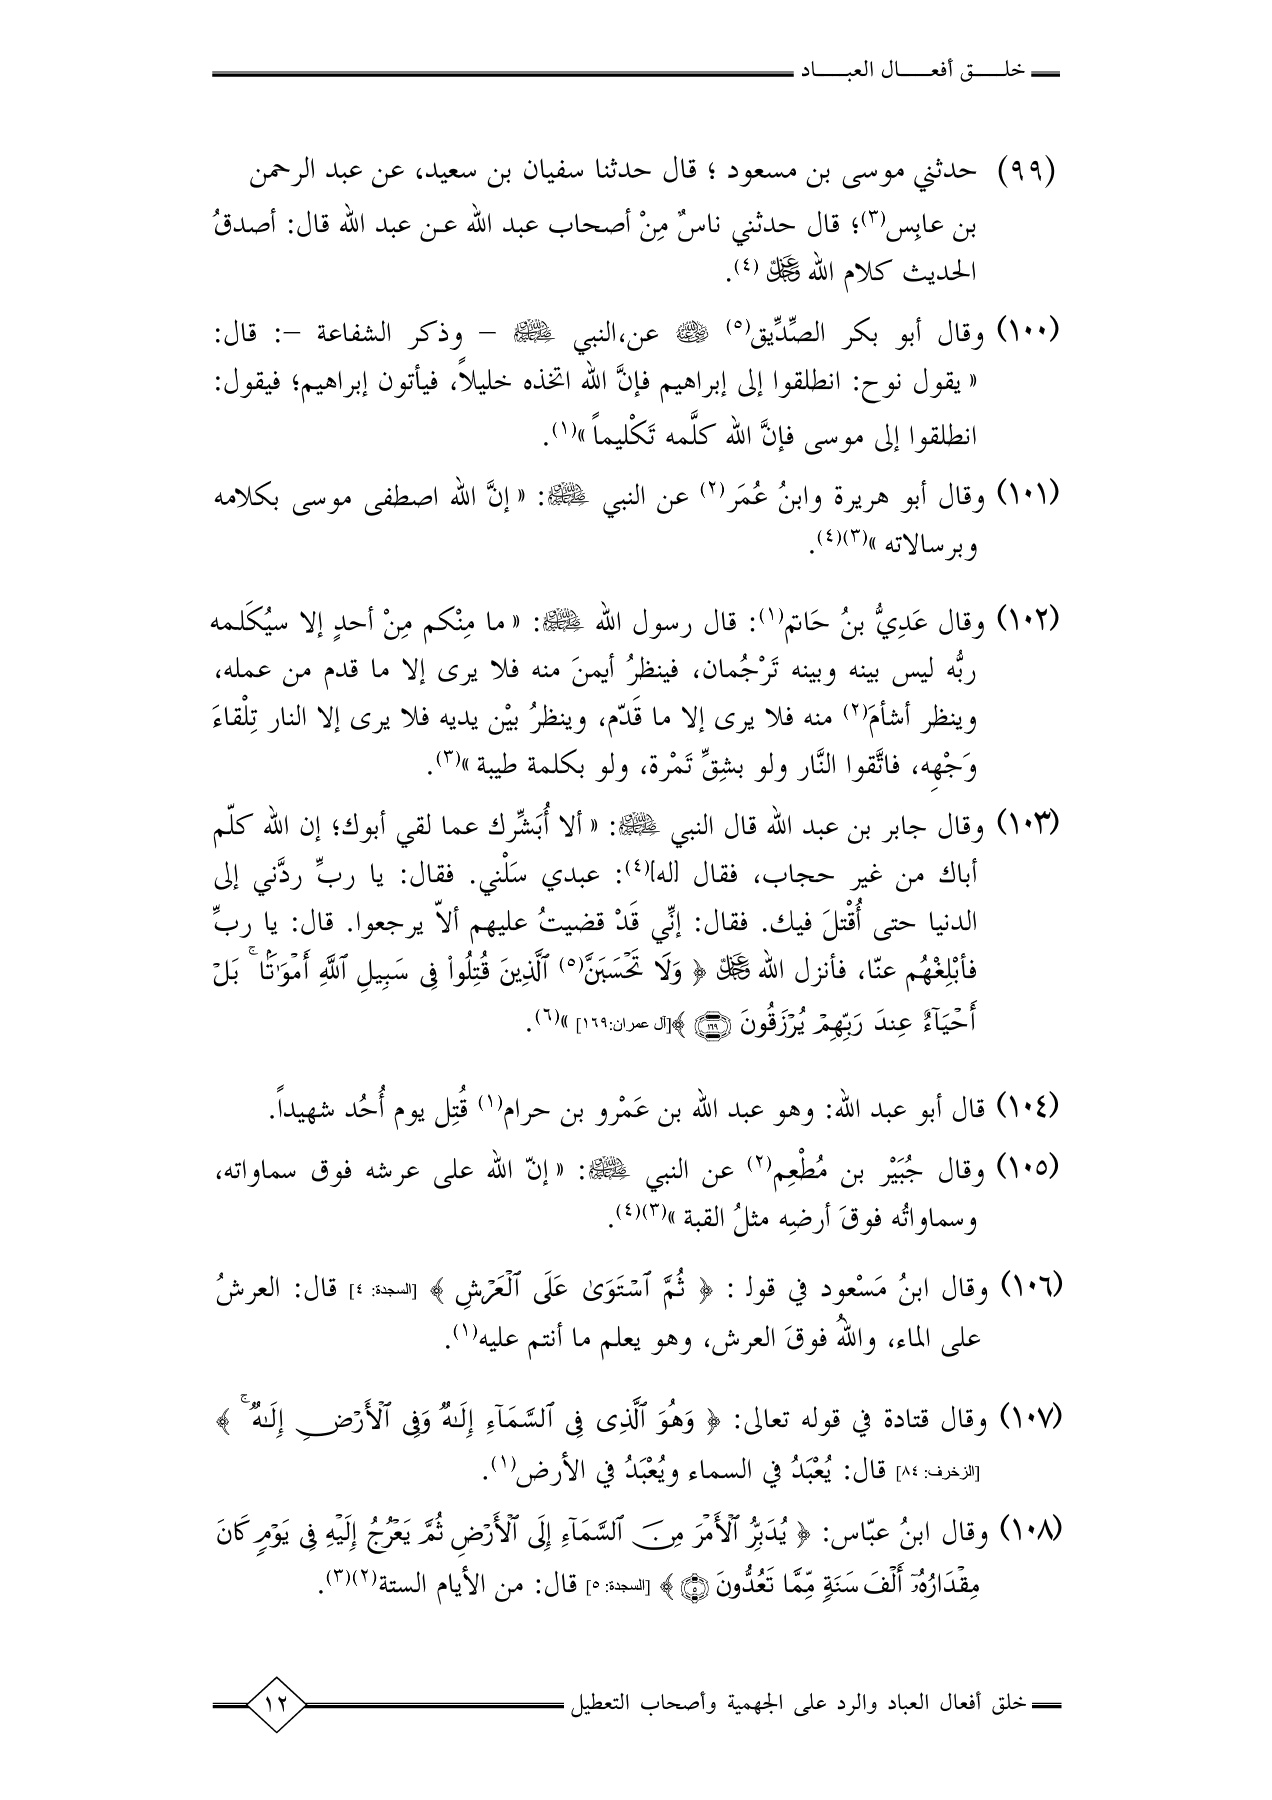 خلـــق أفعـــال العبـــاد
(٩٩) حدثني موسى بن مسعود ؛ قال حدثنا سفيان بن سعيد، عن عبد الرحمن
بن عابِس(٣)؛ قال حدثني ناسٌ مِنْ أصحاب عبد الله عـن عبد الله قال: أصدقُ
الحديث كلام الله عَزَّوَجَلَّ (٤).
(١٠٠) وقال أبو بكر الصِّدِّيق(٥) رضي الله عنه عن،النبي ﷺ – وذكر الشفاعة –: قال:
« يقول نوح: انطلقوا إلى إبراهيم فإنَّ الله اتخذه خليلاً، فيأتون إبراهيم؛ فيقول:
انطلقوا إلى موسى فإنَّ الله كلَّمه تَكْليماً »(١).
(١٠١) وقال أبو هريرة وابنُ عُمَر(٢) عن النبي ﷺ: « إنَّ الله اصطفى موسى بكلامه
وبرسالاته »(٣)(٤).
(١٠٢) وقال عَدِيُّ بنُ حَاتم(١): قال رسول الله ﷺ: « ما مِنْكم مِنْ أحدٍ إلا سيُكَلمه
ربُّه ليس بينه وبينه تَرْجُمان، فينظرُ أيمنَ منه فلا يرى إلا ما قدم من عمله،
وينظر أشأمَ(٢) منه فلا يرى إلا ما قَدّم، وينظرُ بيْن يديه فلا يرى إلا النار تِلْقاءَ
وَجْهِه، فاتَّقوا النَّار ولو بشِقِّ تَمْرة، ولو بكلمة طيبة »(٣).
(١٠٣) وقال جابر بن عبد الله قال النبي ﷺ: « ألا أُبَشِّرك عما لقي أبوك؛ إن الله كلّم
أباك من غير حجاب، فقال [له](٤): عبدي سَلْني. فقال: يا ربِّ ردَّني إلى
الدنيا حتى أُقْتلَ فيك. فقال: إنِّي قَدْ قضيتُ عليهم ألاّ يرجعوا. قال: يا ربِّ
فأبْلِغْهُم عنّا، فأنزل الله عَزَّوَجَلَّ ﴿ وَلَا تَحْسَبَنَّ(٥) ٱلَّذِينَ قُتِلُوا۟ فِى سَبِيلِ ٱللَّهِ أَمْوَٰتًۢا ۚ بَلْ
أَحْيَآءٌ عِندَ رَبِّهِمْ يُرْزَقُونَ ١٦٩ ﴾[آل عمران:١٦٩] »(٦).
(١٠٤) قال أبو عبد الله: وهو عبد الله بن عَمْرو بن حرام(١) قُتِل يوم أُحُد شهيداً.
(١٠٥) وقال جُبَيْر بن مُطْعِم(٢) عن النبي ﷺ: « إنّ الله على عرشه فوق سماواته،
وسماواتُه فوقَ أرضِه مثلُ القبة »(٣)(٤).
(١٠٦) وقال ابنُ مَسْعود في قولـ : ﴿ ثُمَّ ٱسْتَوَىٰ عَلَى ٱلْعَرْشِ ﴾ [السجدة: ٤] قال: العرشُ
على الماء، واللهُ فوقَ العرش، وهو يعلم ما أنتم عليه(١).
(١٠٧) وقال قتادة في قوله تعالى: ﴿ وَهُوَ ٱلَّذِى فِى ٱلسَّمَآءِ إِلَـٰهٌ وَفِى ٱلْأَرْضِ إِلَـٰهٌ ۚ ﴾
[الزخرف: ٨٤] قال: يُعْبَدُ في السماء ويُعْبَدُ في الأرض(١).
(١٠٨) وقال ابنُ عبّاس: ﴿ يُدَبِّرُ ٱلْأَمْرَ مِنَ ٱلسَّمَآءِ إِلَى ٱلْأَرْضِ ثُمَّ يَعْرُجُ إِلَيْهِ فِى يَوْمٍ كَانَ
مِقْدَارُهُۥٓ أَلْفَ سَنَةٍ مِّمَّا تَعُدُّونَ ٥ ﴾ [السجدة: ٥] قال: من الأيام الستة(٢)(٣).
خلق أفعال العباد والرد على الجهمية وأصحاب التعطيل
١٢